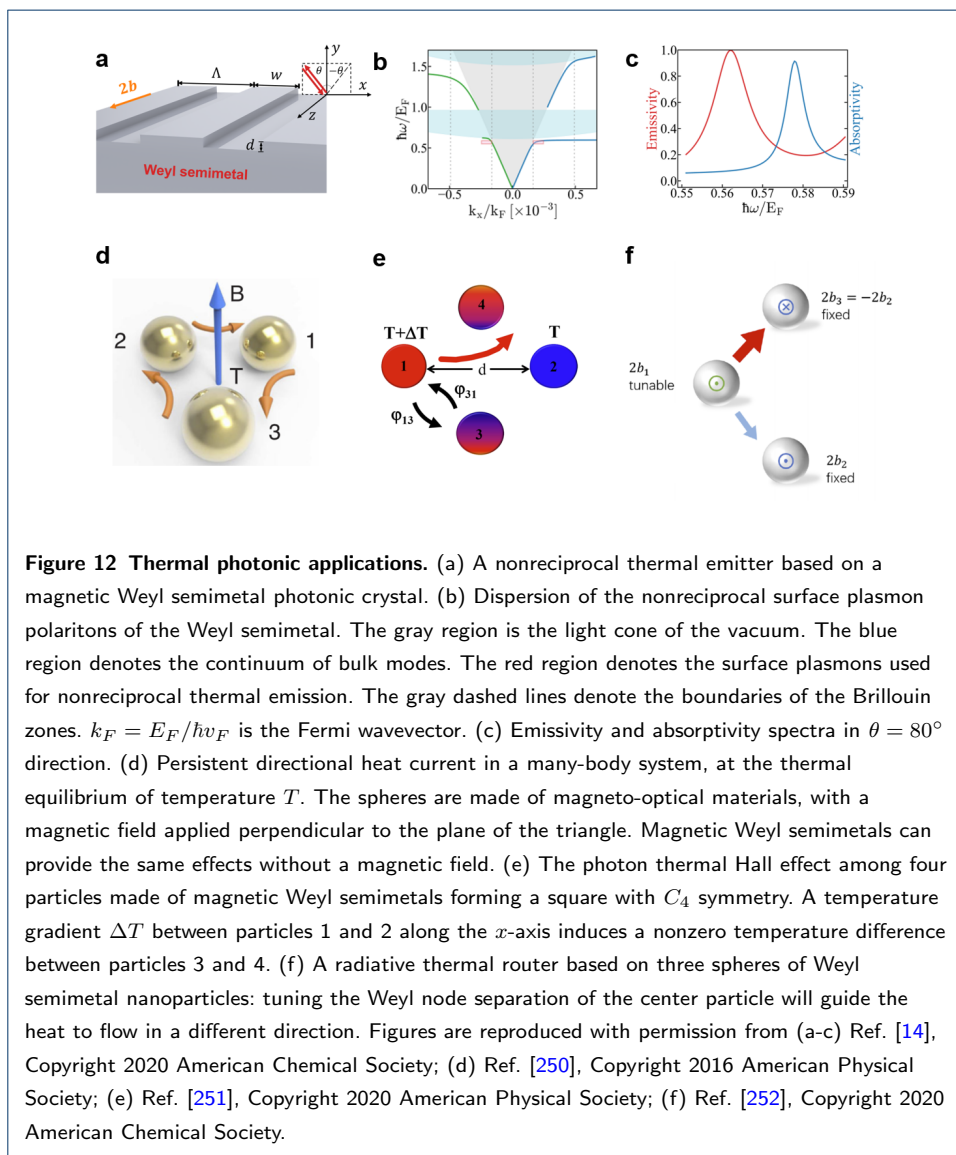 a
2b
Λ
w
y
θ
−θ
x
z
d
Weyl semimetal
b
ħω/E_F
1.5
1.0
0.5
0.0
−0.5
0.0
0.5
k_x/k_F [×10⁻³]
c
Emissivity
1.0
0.8
0.6
0.4
0.2
0.0
0.55
0.56
0.57
0.58
0.59
ħω/E_F
Absorptivity
d
B
2
1
T
3
e
4
T+ΔT
T
1
d
2
φ₃₁
φ₁₃
3
f
2b₃ = −2b₂
fixed
2b₁
tunable
2b₂
fixed
Figure 12 Thermal photonic applications. (a) A nonreciprocal thermal emitter based on a
magnetic Weyl semimetal photonic crystal. (b) Dispersion of the nonreciprocal surface plasmon
polaritons of the Weyl semimetal. The gray region is the light cone of the vacuum. The blue
region denotes the continuum of bulk modes. The red region denotes the surface plasmons used
for nonreciprocal thermal emission. The gray dashed lines denote the boundaries of the Brillouin
zones. k_F = E_F/ħv_F is the Fermi wavevector. (c) Emissivity and absorptivity spectra in θ = 80°
direction. (d) Persistent directional heat current in a many-body system, at the thermal
equilibrium of temperature T. The spheres are made of magneto-optical materials, with a
magnetic field applied perpendicular to the plane of the triangle. Magnetic Weyl semimetals can
provide the same effects without a magnetic field. (e) The photon thermal Hall effect among four
particles made of magnetic Weyl semimetals forming a square with C₄ symmetry. A temperature
gradient ΔT between particles 1 and 2 along the x-axis induces a nonzero temperature difference
between particles 3 and 4. (f) A radiative thermal router based on three spheres of Weyl
semimetal nanoparticles: tuning the Weyl node separation of the center particle will guide the
heat to flow in a different direction. Figures are reproduced with permission from (a-c) Ref. [14],
Copyright 2020 American Chemical Society; (d) Ref. [250], Copyright 2016 American Physical
Society; (e) Ref. [251], Copyright 2020 American Physical Society; (f) Ref. [252], Copyright 2020
American Chemical Society.